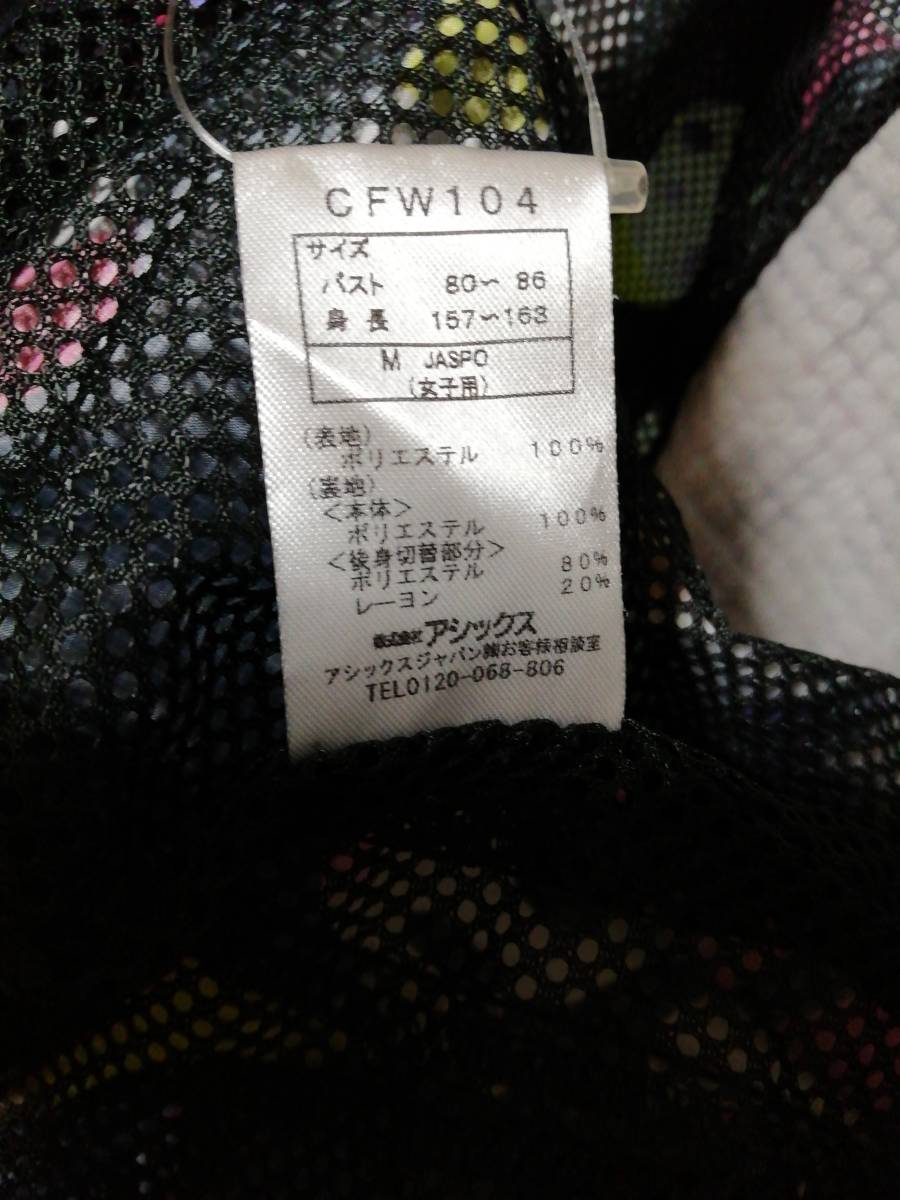 CFW104
サイズ
バスト 80〜86
身長 157〜163
M JASPO
(女子用)
(表地)
ポリエステル 100%
(裏地)
<本体>
ポリエステル 100%
<後身切替部分>
ポリエステル 80%
レーヨン 20%
株式会社アシックス
アシックスジャパン㈱お客様相談室
TEL0120-068-806